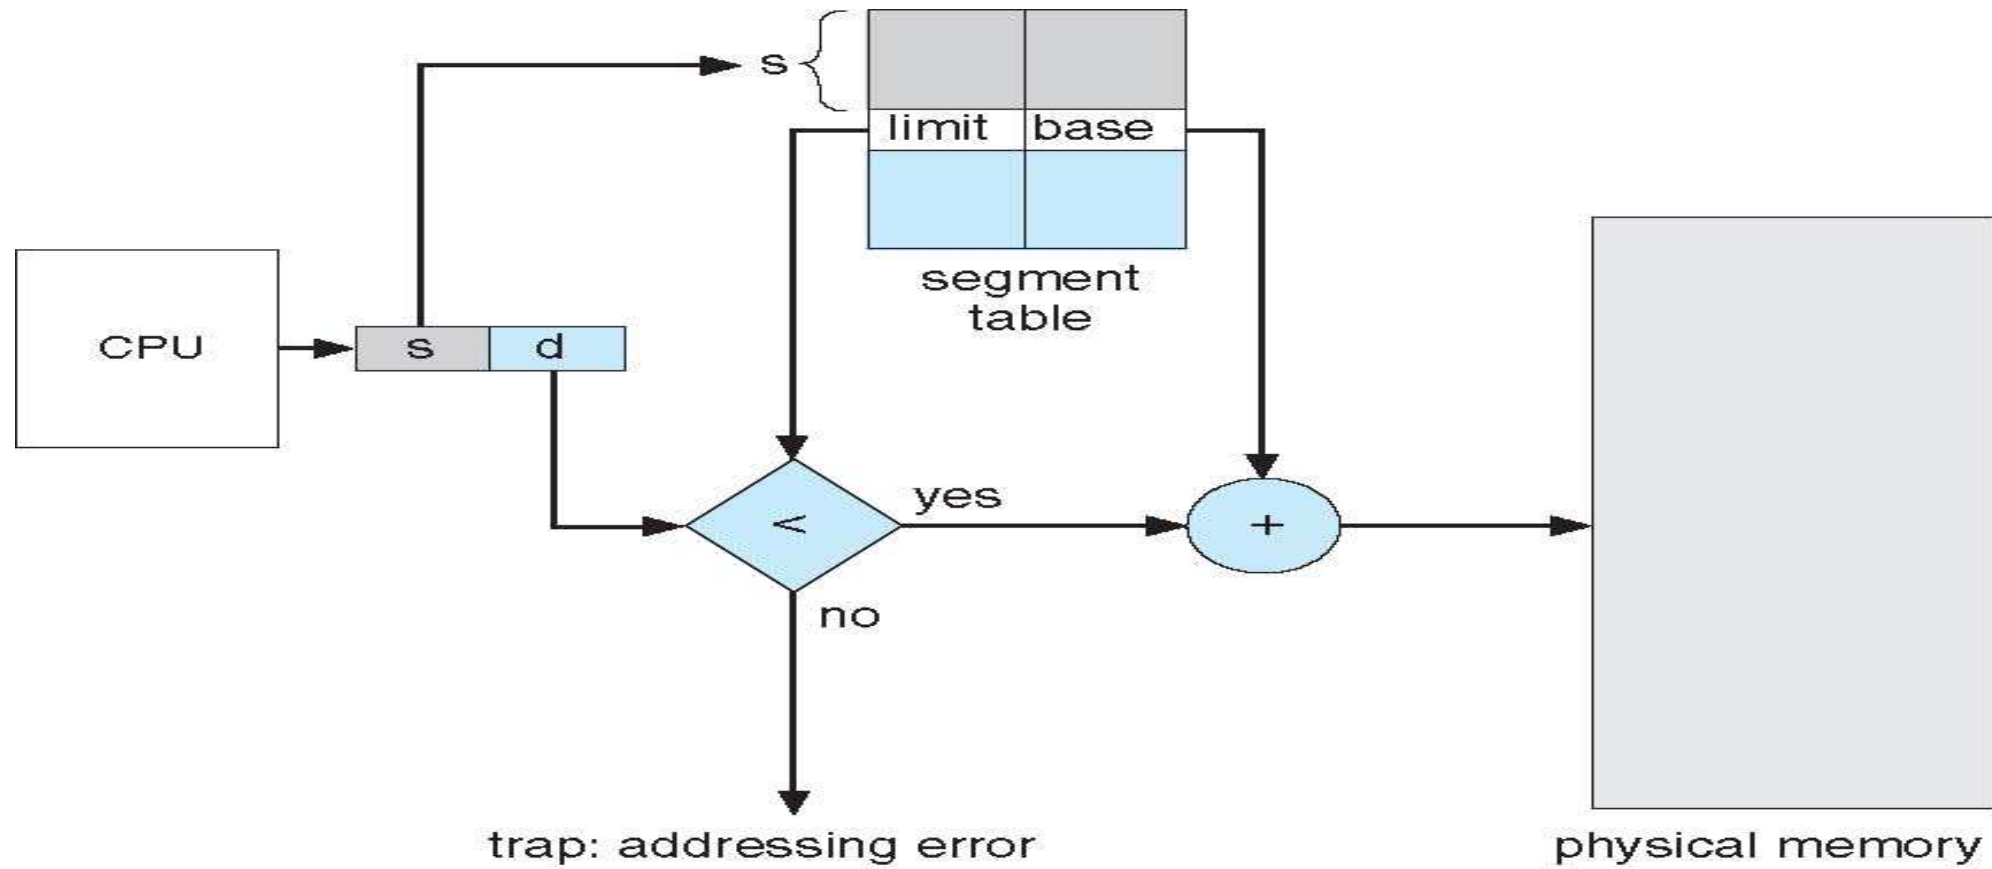 s
limit base
segment
table
CPU
s d
yes
<
+
no
trap: addressing error
physical memory